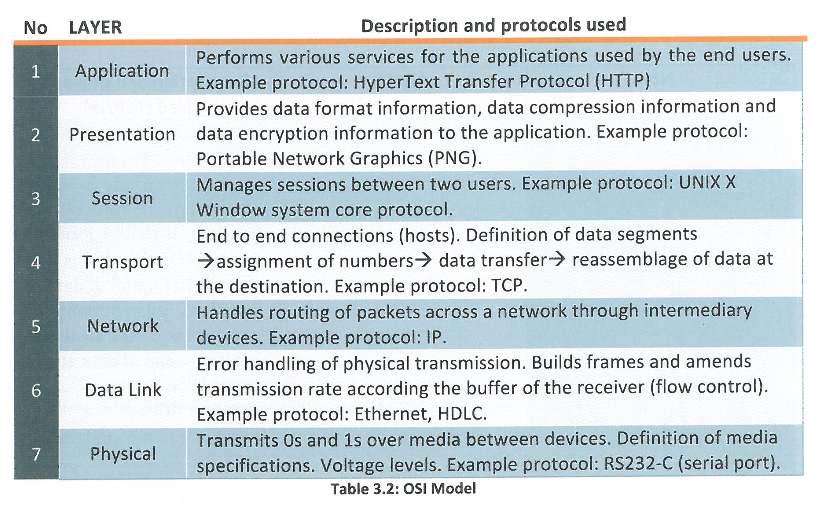 No LAYER Description and protocols used
1 Application Performs various services for the applications used by the end users.
Example protocol: HyperText Transfer Protocol (HTTP)
2 Presentation Provides data format information, data compression information and
data encryption information to the application. Example protocol:
Portable Network Graphics (PNG).
3 Session Manages sessions between two users. Example protocol: UNIX X
Window system core protocol.
4 Transport End to end connections (hosts). Definition of data segments
→assignment of numbers→ data transfer→ reassemblage of data at
the destination. Example protocol: TCP.
5 Network Handles routing of packets across a network through intermediary
devices. Example protocol: IP.
6 Data Link Error handling of physical transmission. Builds frames and amends
transmission rate according the buffer of the receiver (flow control).
Example protocol: Ethernet, HDLC.
7 Physical Transmits 0s and 1s over media between devices. Definition of media
specifications. Voltage levels. Example protocol: RS232-C (serial port).
Table 3.2: OSI Model